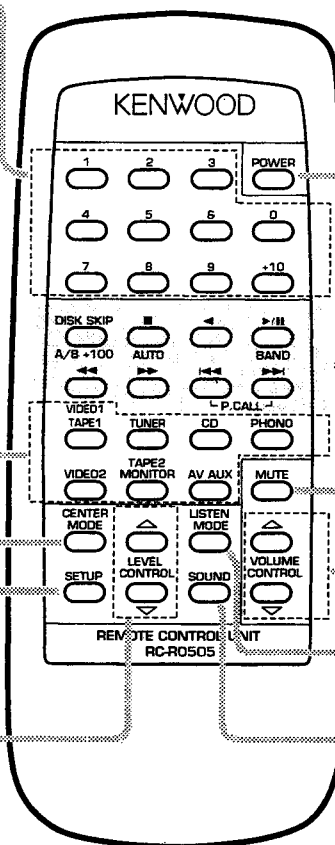 KENWOOD
1 2 3 POWER
4 5 6 0
7 8 9 +10
DISK SKIP ■ ◄ ►/II
A/B +100 AUTO BAND
◄◄ ►► I◄◄ ►►I
P.CALL
VIDEO1
TAPE1 TUNER CD PHONO
VIDEO2 TAPE2 MONITOR AV AUX MUTE
CENTER MODE LISTEN MODE
LEVEL CONTROL VOLUME CONTROL
SETUP SOUND
REMOTE CONTROL UNIT
RC-R0505